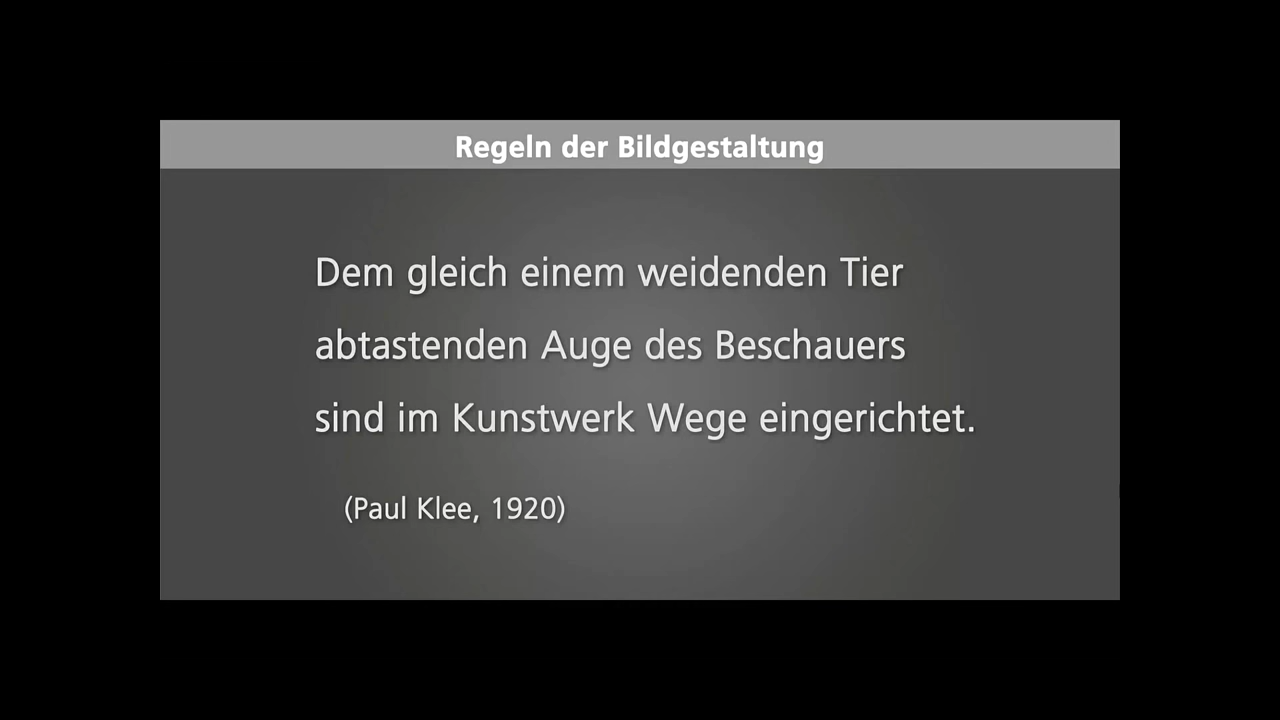 Regeln der Bildgestaltung
Dem gleich einem weidenden Tier
abtastenden Auge des Beschauers
sind im Kunstwerk Wege eingerichtet.
(Paul Klee, 1920)